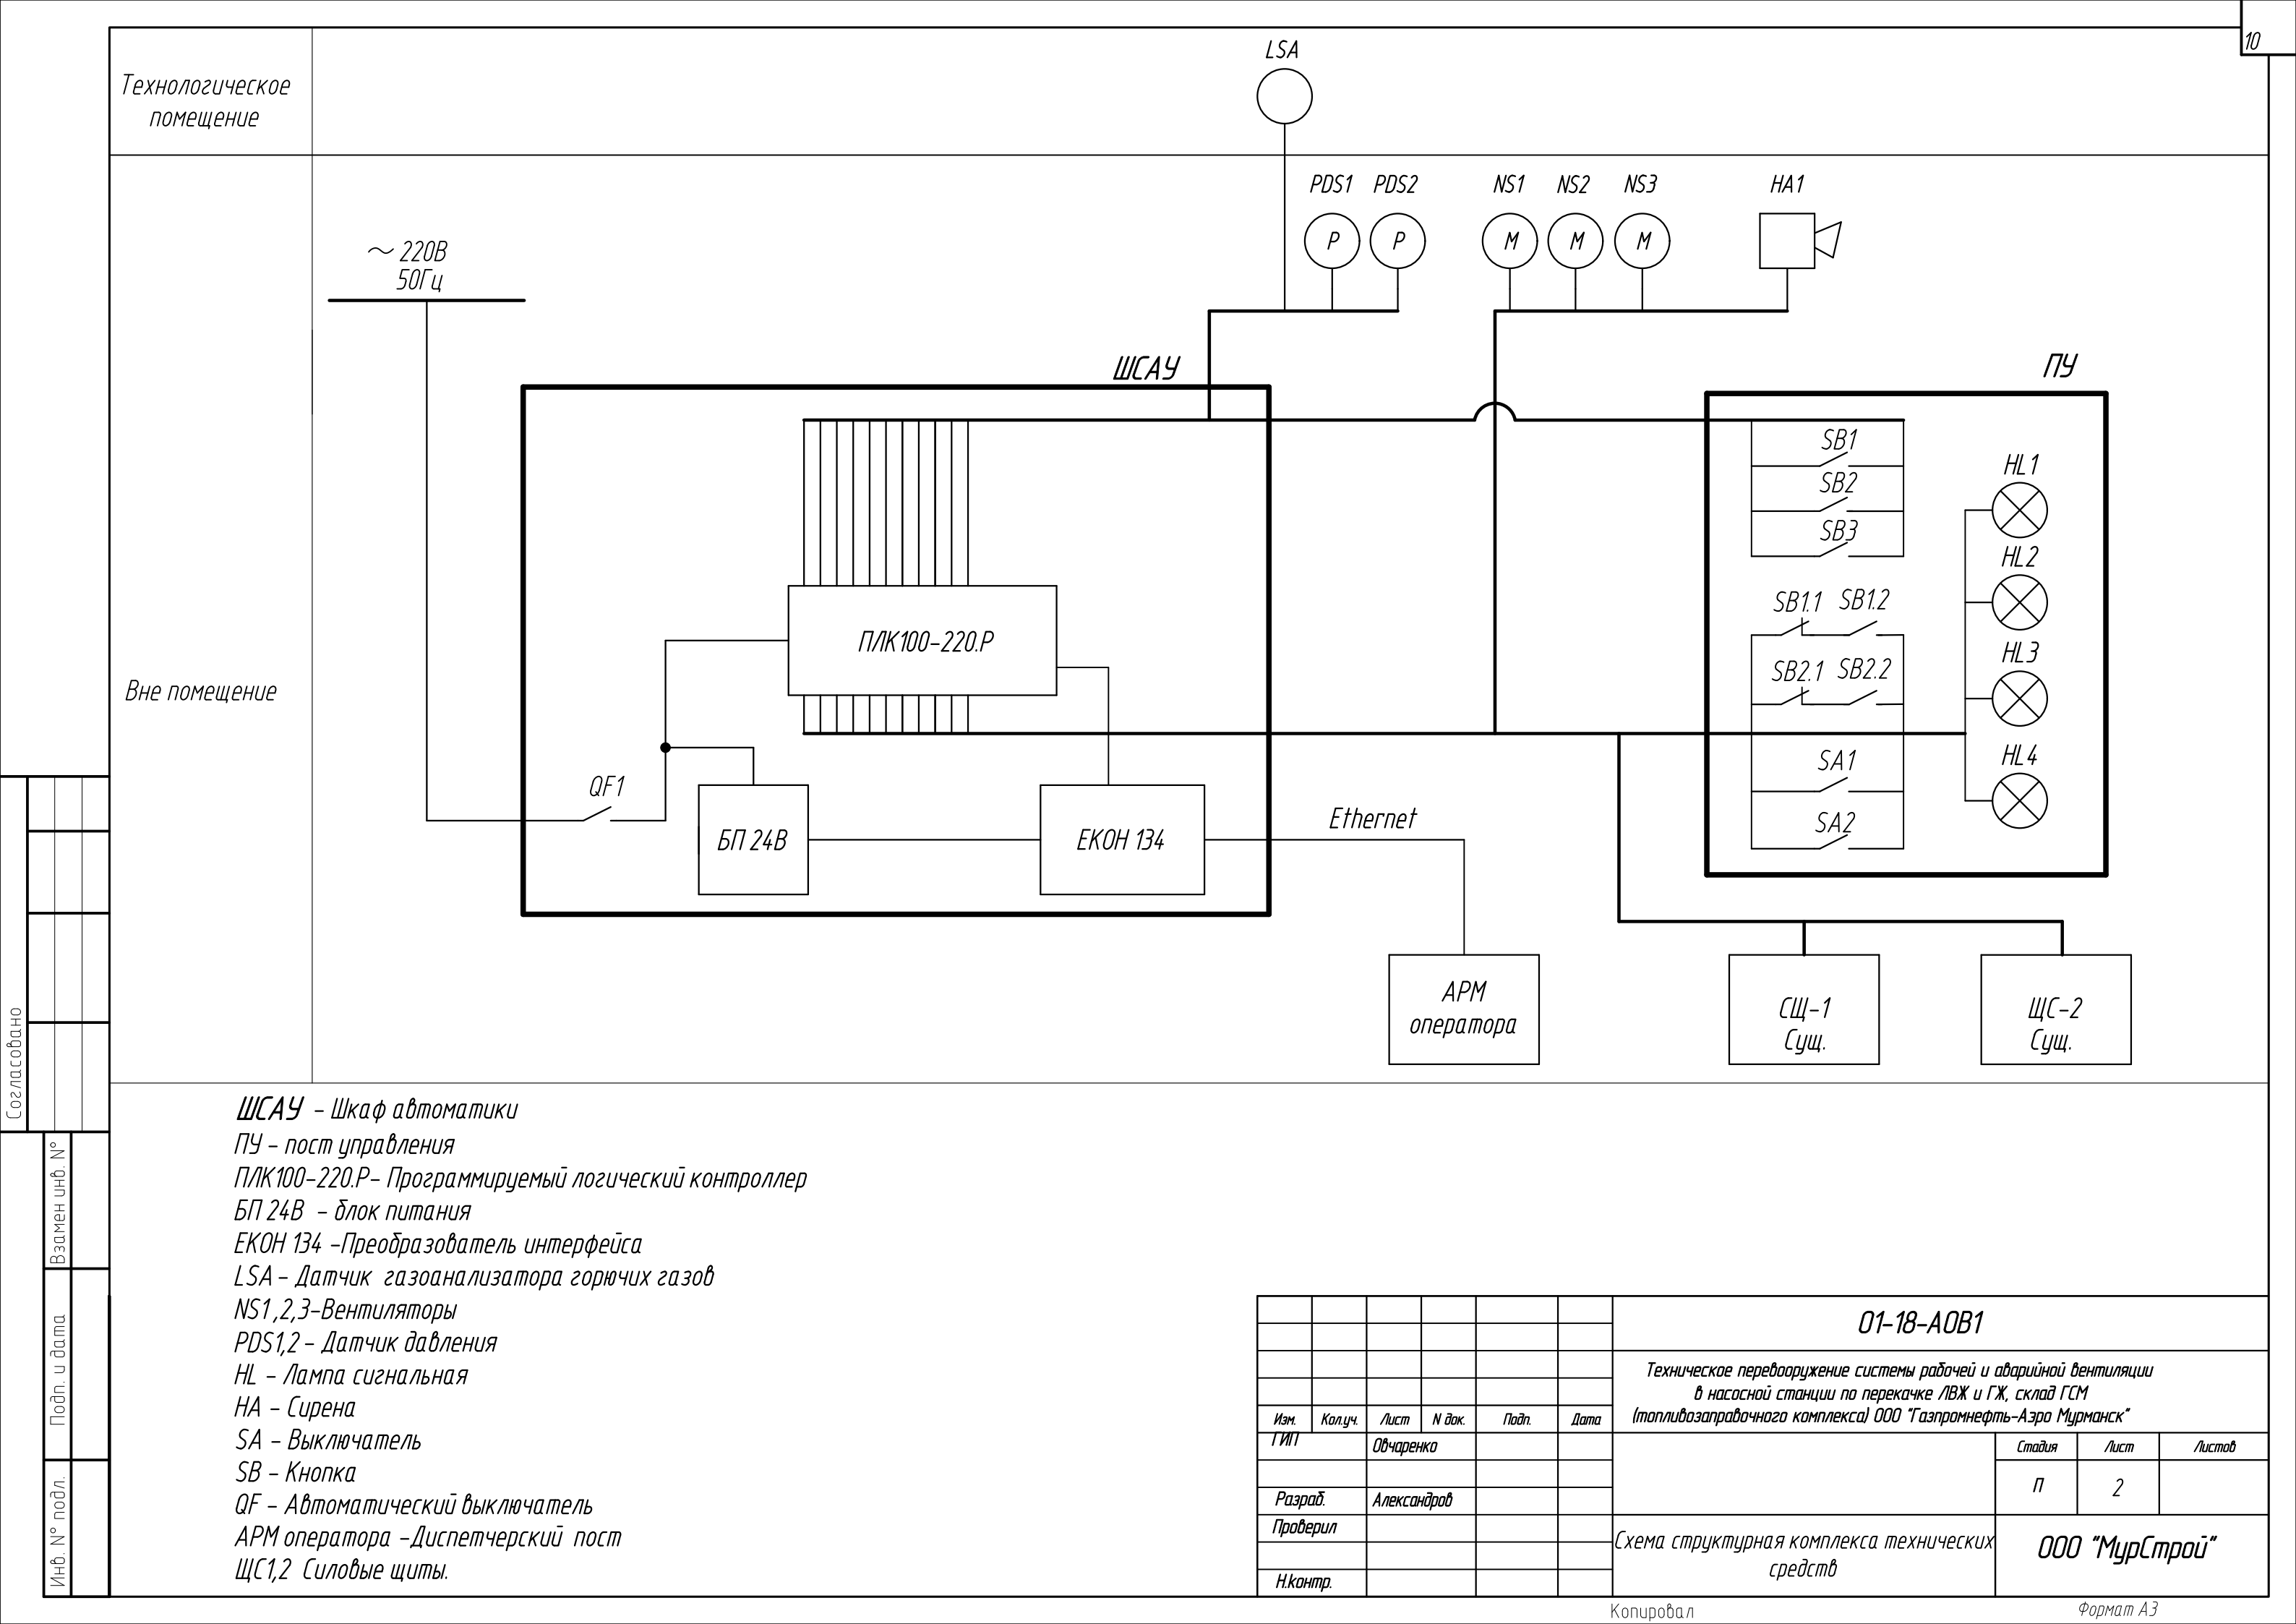 10
Технологическое
помещение
LSA
PDS1 PDS2 NS1 NS2 NS3 HA1
P P M M M
~ 220В
50Гц
ШСАУ
ПУ
SB1
SB2
SB3
HL1
HL2
SB1.1 SB1.2
HL3
SB2.1 SB2.2
HL4
SA1
SA2
ПЛК100-220.Р
Вне помещение
QF1
БП 24В
ЕКОН 134
Ethernet
АРМ
оператора
СЩ-1
Сущ.
ЩС-2
Сущ.
ШСАУ - Шкаф автоматики
ПУ - пост управления
ПЛК100-220.Р- Программируемый логический контроллер
БП 24В - блок питания
ЕКОН 134 -Преобразователь интерфейса
LSA - Датчик газоанализатора горючих газов
NS1,2,3-Вентиляторы
PDS1,2 - Датчик давления
HL - Лампа сигнальная
HA - Сирена
SA - Выключатель
SB - Кнопка
QF - Автоматический выключатель
АРМ оператора -Диспетчерский пост
ЩС1,2 Силовые щиты.
Согласовано
Взамен инв. N°
Подп. и дата
Инв. N° подл.
01-18-АОВ1
Техническое перевооружение системы рабочей и аварийной вентиляции
в насосной станции по перекачке ЛВЖ и ГЖ, склад ГСМ
(топливозаправочного комплекса) ООО "Газпромнефть-Аэро Мурманск"
Изм. Кол.уч. Лист N док. Подп. Дата
ГИП Овчаренко
Разраб. Александров
Проверил
Н.контр.
Стадия Лист Листов
П 2
Схема структурная комплекса технических
средств
ООО "МурСтрой"
Копировал
Формат А3